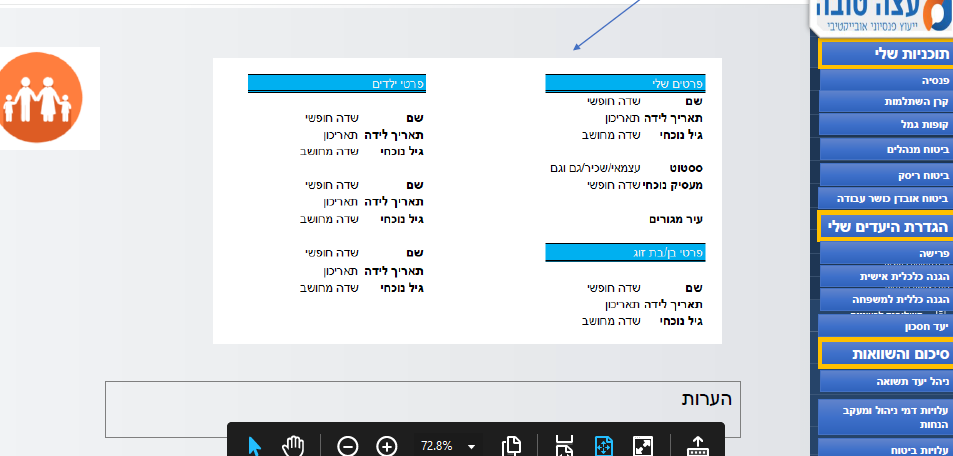 עצה טובה
ייעוץ פנסיוני אובייקטיבי
תוכניות שלי
פנסיה
קרן השתלמות
קופות גמל
ביטוח מנהלים
ביטוח ריסק
ביטוח אובדן כושר עבודה
הגדרת היעדים שלי
פרישה
הגנה כלכלית אישית
הגנה כללית למשפחה
יעד חסכון
סיכום והשוואות
ניהל יעד תשואה
עלויות דמי ניהול ומעקב
הנחות
עלויות ביטוח
פרטים שלי
שם שדה חופשי
תאריך לידה תאריכון
גיל נוכחי שדה מחושב
סטטוט עצמאי/שכיר/גם וגם
מעסיק נוכחי שדה חופשי
עיר מגורים
פרטי בן/בת זוג
שם שדה חופשי
תאריך לידה תאריכון
גיל נוכחי שדה מחושב
פרטי ילדים
שם שדה חופשי
תאריך לידה תאריכון
גיל נוכחי שדה מחושב
שם שדה חופשי
תאריך לידה תאריכון
גיל נוכחי שדה מחושב
שם שדה חופשי
תאריך לידה תאריכון
גיל נוכחי שדה מחושב
הערות
72.8%